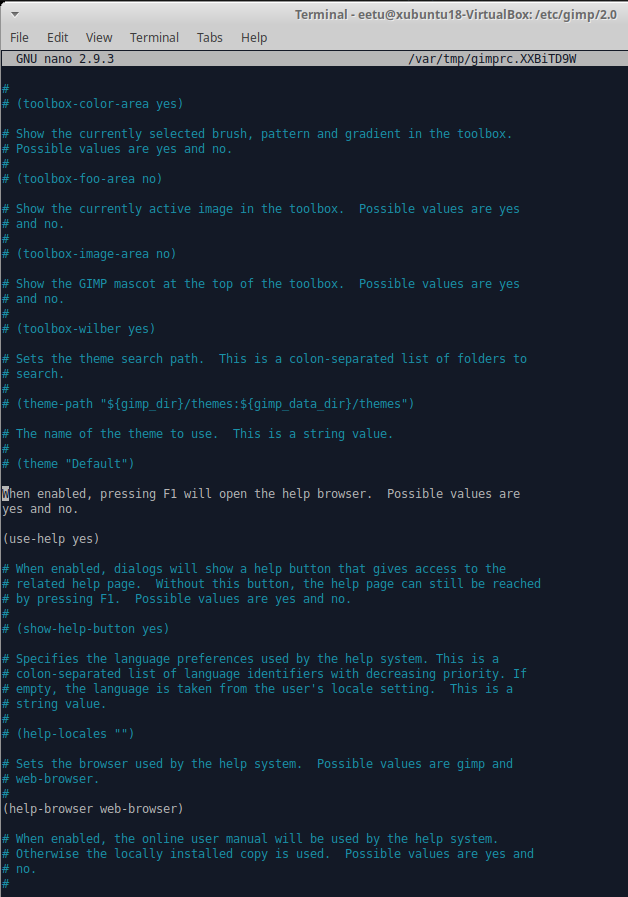 Terminal - eetu@xubuntu18-VirtualBox: /etc/gimp/2.0
File Edit View Terminal Tabs Help
GNU nano 2.9.3 /var/tmp/gimprc.XXBiTD9W
#
# (toolbox-color-area yes)
# Show the currently selected brush, pattern and gradient in the toolbox.
# Possible values are yes and no.
#
# (toolbox-foo-area no)
# Show the currently active image in the toolbox.  Possible values are yes
# and no.
#
# (toolbox-image-area no)
# Show the GIMP mascot at the top of the toolbox.  Possible values are yes
# and no.
#
# (toolbox-wilber yes)
# Sets the theme search path.  This is a colon-separated list of folders to
# search.
#
# (theme-path "${gimp_dir}/themes:${gimp_data_dir}/themes")
# The name of the theme to use.  This is a string value.
#
# (theme "Default")
When enabled, pressing F1 will open the help browser.  Possible values are
yes and no.
(use-help yes)
# When enabled, dialogs will show a help button that gives access to the
# related help page.  Without this button, the help page can still be reached
# by pressing F1.  Possible values are yes and no.
#
# (show-help-button yes)
# Specifies the language preferences used by the help system. This is a
# colon-separated list of language identifiers with decreasing priority. If
# empty, the language is taken from the user's locale setting.  This is a
# string value.
#
# (help-locales "")
# Sets the browser used by the help system.  Possible values are gimp and
# web-browser.
#
(help-browser web-browser)
# When enabled, the online user manual will be used by the help system.
# Otherwise the locally installed copy is used.  Possible values are yes and
# no.
#